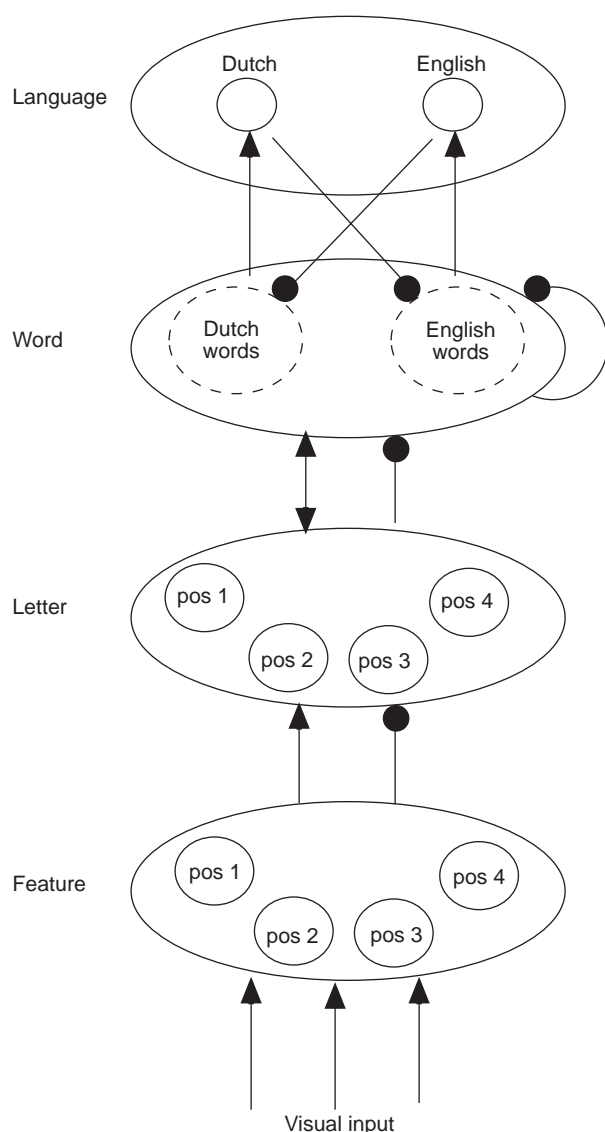 Dutch
English
Language
Word
Dutch
words
English
words
Letter
pos 1
pos 4
pos 2
pos 3
Feature
pos 1
pos 4
pos 2
pos 3
Visual input